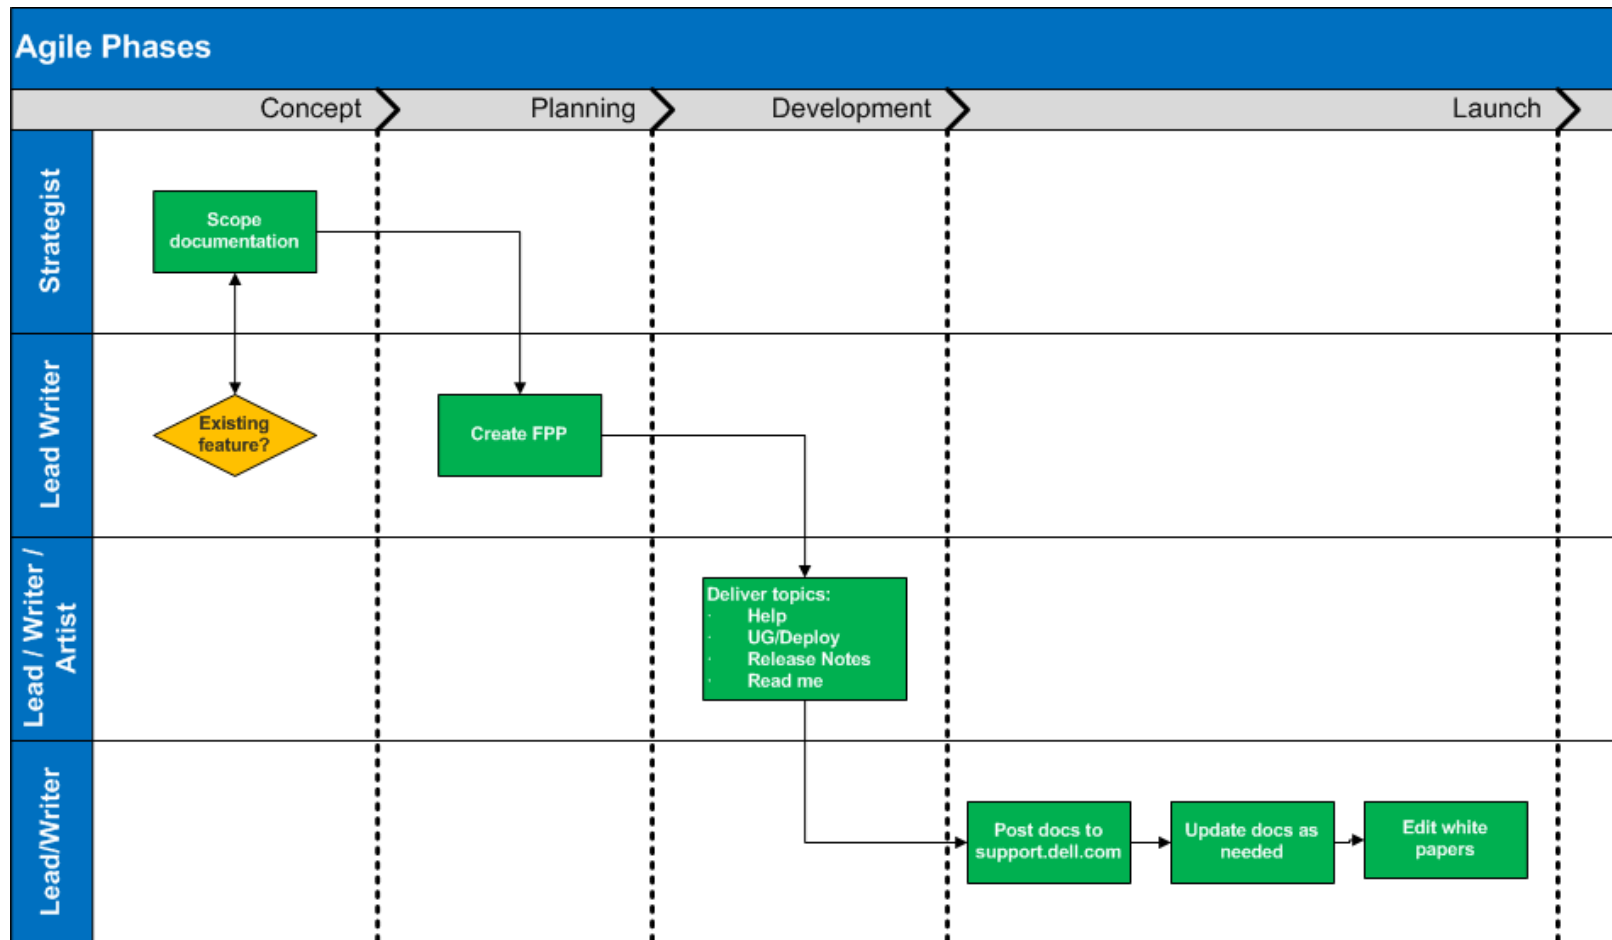 Agile Phases
Concept
Planning
Development
Launch
Strategist
Scope
documentation
Lead Writer
Existing
feature?
Create FPP
Lead / Writer /
Artist
Deliver topics:
· Help
· UG/Deploy
· Release Notes
· Read me
Lead/Writer
Post docs to
support.dell.com
Update docs as
needed
Edit white
papers